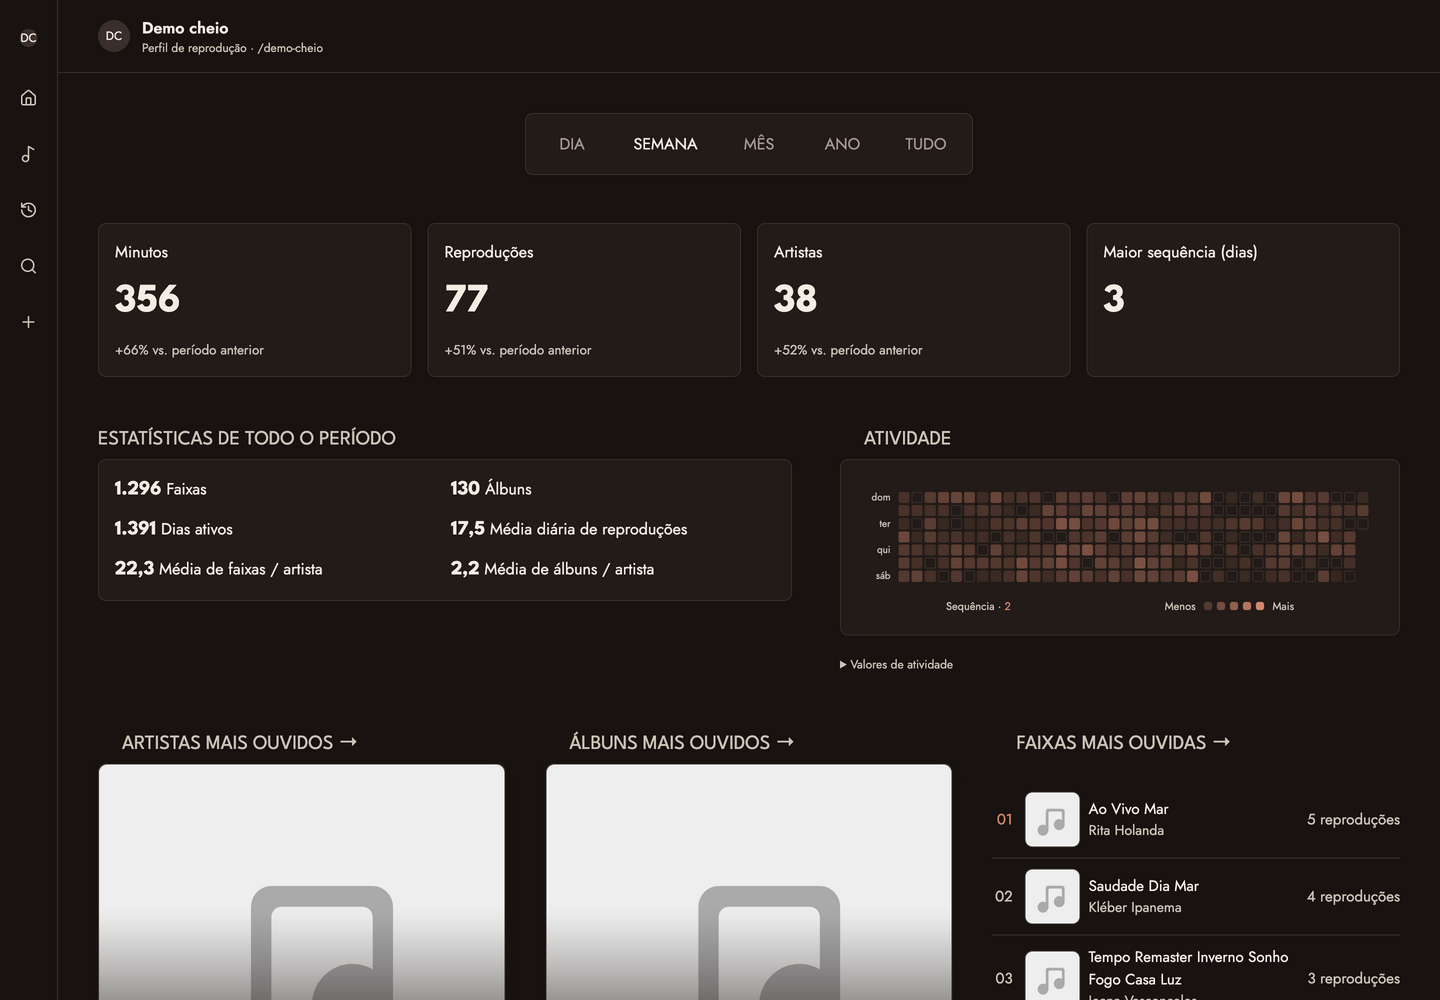 DC
DC
Demo cheio
Perfil de reprodução · /demo-cheio
DIA
SEMANA
MÊS
ANO
TUDO
Minutos
356
+66% vs. período anterior
Reproduções
77
+51% vs. período anterior
Artistas
38
+52% vs. período anterior
Maior sequência (dias)
3
ESTATÍSTICAS DE TODO O PERÍODO
1.296 Faixas
130 Álbuns
1.391 Dias ativos
17,5 Média diária de reproduções
22,3 Média de faixas / artista
2,2 Média de álbuns / artista
ATIVIDADE
dom
ter
qui
sáb
Sequência · 2
Menos
Mais
Valores de atividade
ARTISTAS MAIS OUVIDOS →
ÁLBUNS MAIS OUVIDOS →
FAIXAS MAIS OUVIDAS →
01
Ao Vivo Mar
Rita Holanda
5 reproduções
02
Saudade Dia Mar
Kléber Ipanema
4 reproduções
03
Tempo Remaster Inverno Sonho
Fogo Casa Luz
3 reproduções